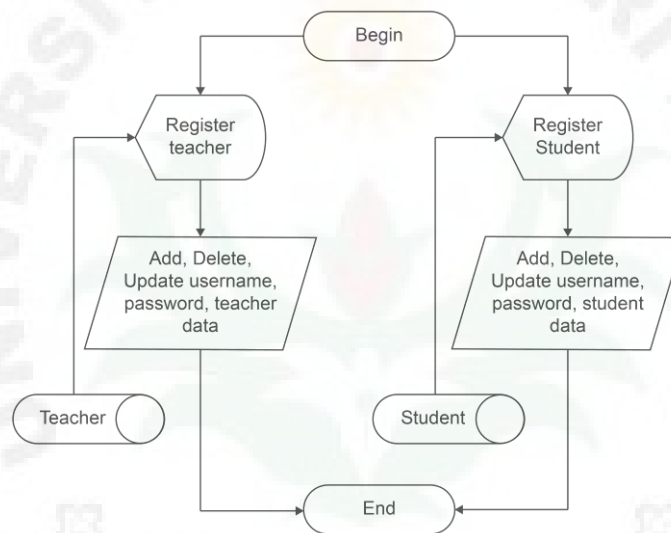 Begin
Register
teacher
Register
Student
Add, Delete,
Update username,
password, teacher
data
Add, Delete,
Update username,
password, student
data
Teacher
Student
End